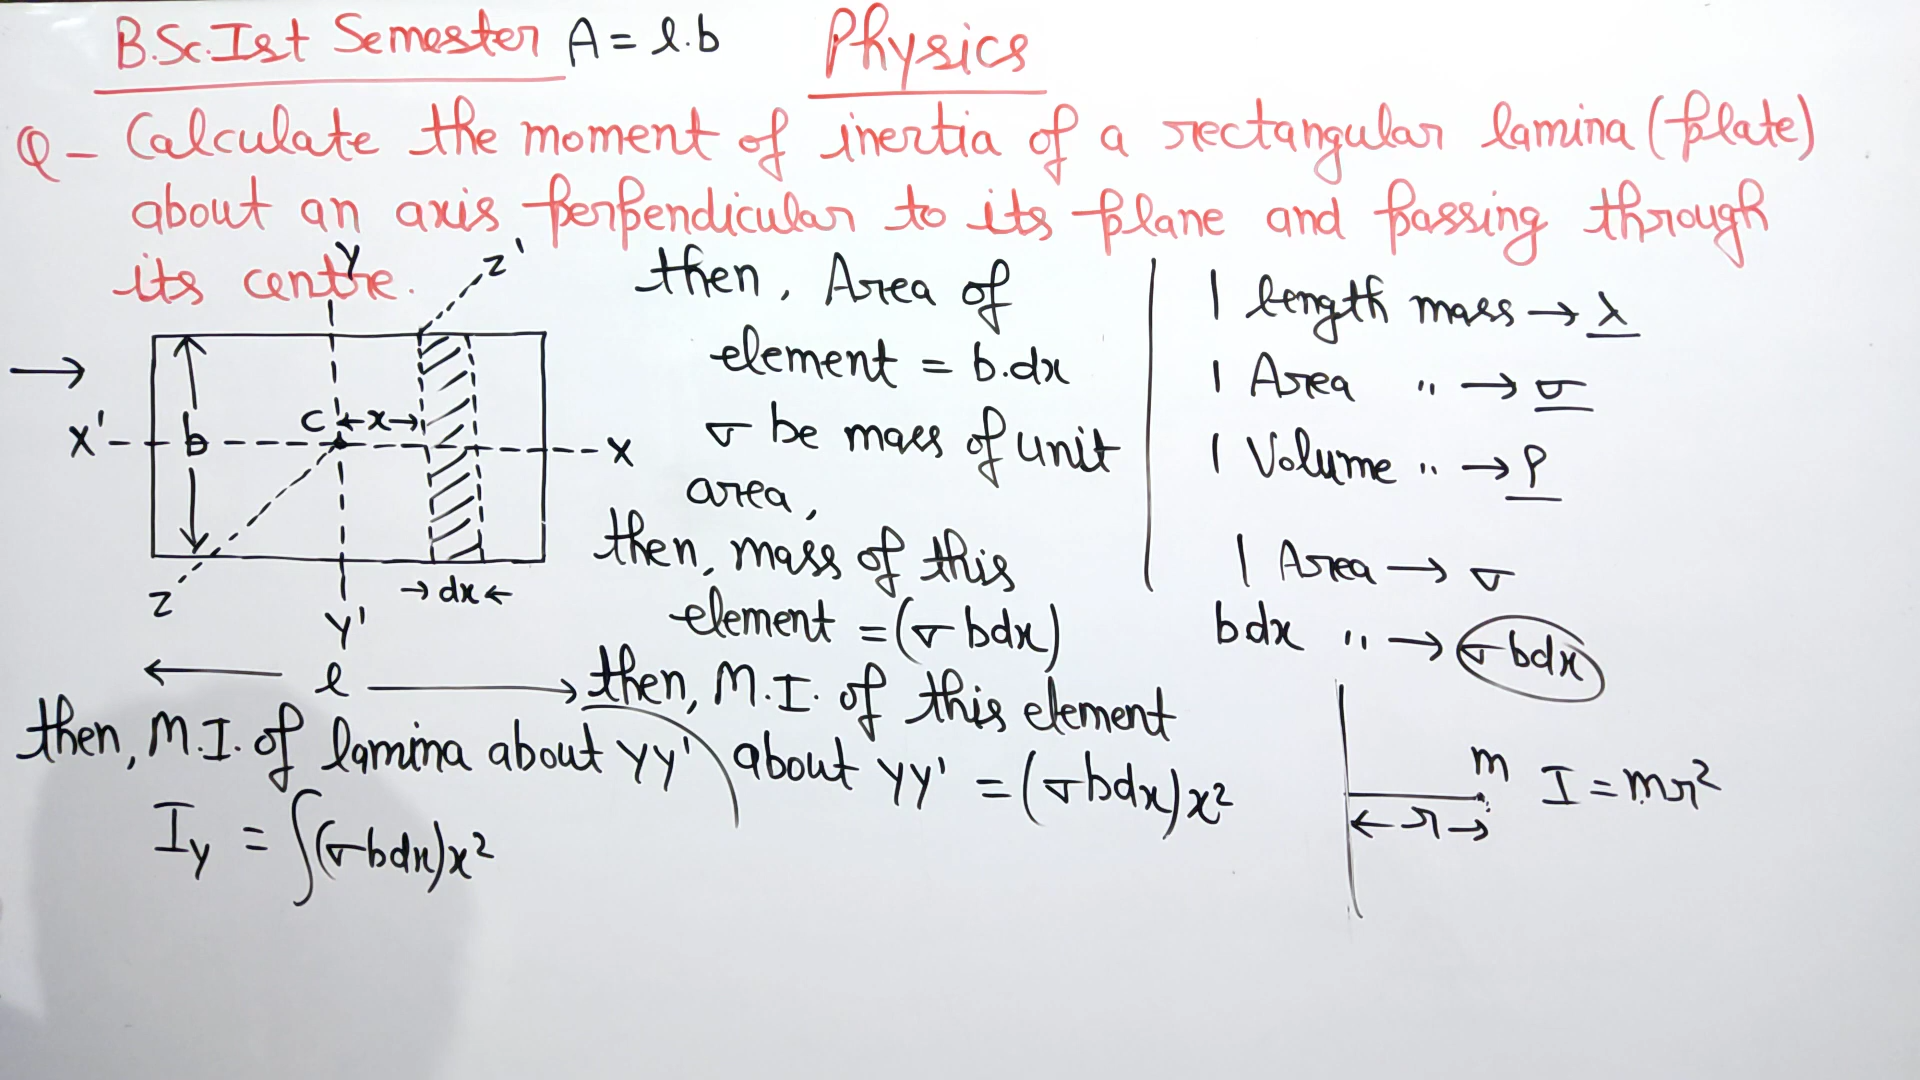 B.Sc. Ist Semester A = l.b Physics
Q- Calculate the moment of inertia of a rectangular lamina (plate)
about an axis perpendicular to its plane and passing through
its centre.
Y
Z'
X'
b
C
x
X
Z
Y'
dx
l
then, Area of
element = b.dx
σ be mass of unit
area,
then, mass of this
element = (σ bdx)
then, M.I. of this element
about YY' = (σbdx)x²
1 length mass → λ
1 Area " → σ
1 Volume " → ρ
1 Area → σ
bdx " → σbdx
m I = mr²
r
then, M.I. of lamina about YY'
Iy = ∫(σbdx)x²